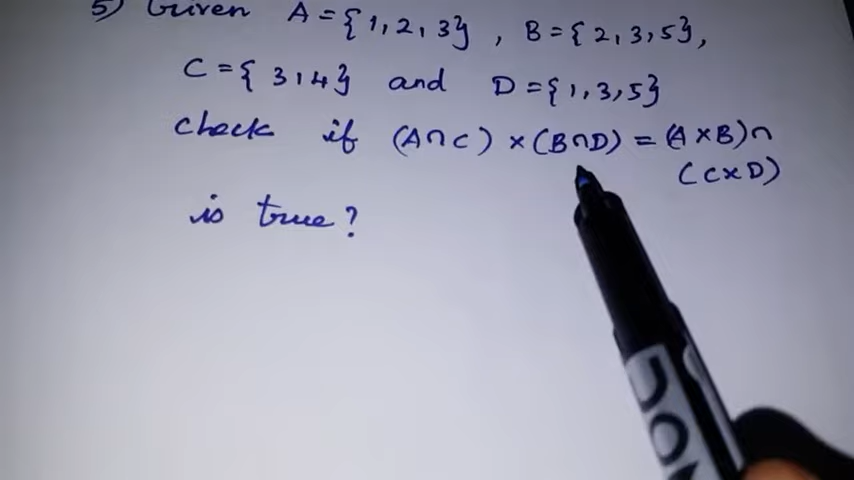 5) Given A = {1, 2, 3} , B = {2, 3, 5},
C = { 3, 4} and D = {1, 3, 5}
check if (A∩C) × (B∩D) = (A×B)∩
(C×D)
is true?